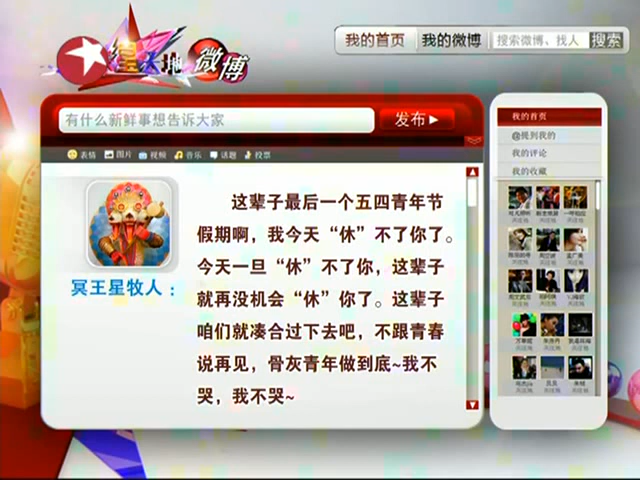 星天地
微博
我的首页
我的微博
搜索微博、找人
搜索
有什么新鲜事想告诉大家
发布
表情 图片 视频 音乐 话题 投票
这辈子最后一个五四青年节
假期啊，我今天“休”不了你了。
今天一旦“休”不了你，这辈子
就再没机会“休”你了。这辈子
咱们就凑合过下去吧，不跟青春
说再见，骨灰青年做到底~我不
哭，我不哭~
冥王星牧人：
我的首页
@提到我的
我的评论
我的收藏